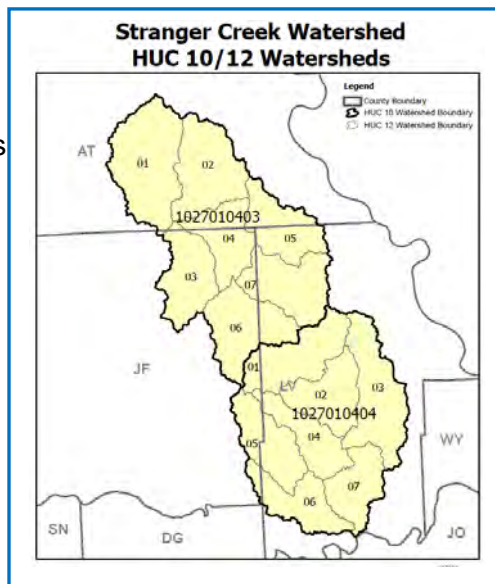 Stranger Creek Watershed
HUC 10/12 Watersheds
Legend
County Boundary
HUC 10 Watershed Boundary
HUC 12 Watershed Boundary
s
AT
01
02
1027010403
04
05
03
07
06
JF
01
LV
02
03
1027010404
04
05
WY
06
07
SN
DG
JO